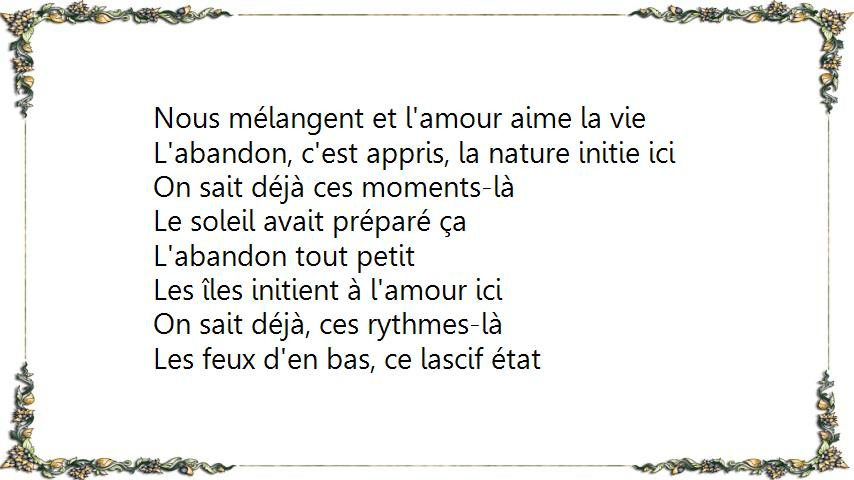 Nous mélangent et l'amour aime la vie
L'abandon, c'est appris, la nature initie ici
On sait déjà ces moments-là
Le soleil avait préparé ça
L'abandon tout petit
Les îles initient à l'amour ici
On sait déjà, ces rythmes-là
Les feux d'en bas, ce lascif état